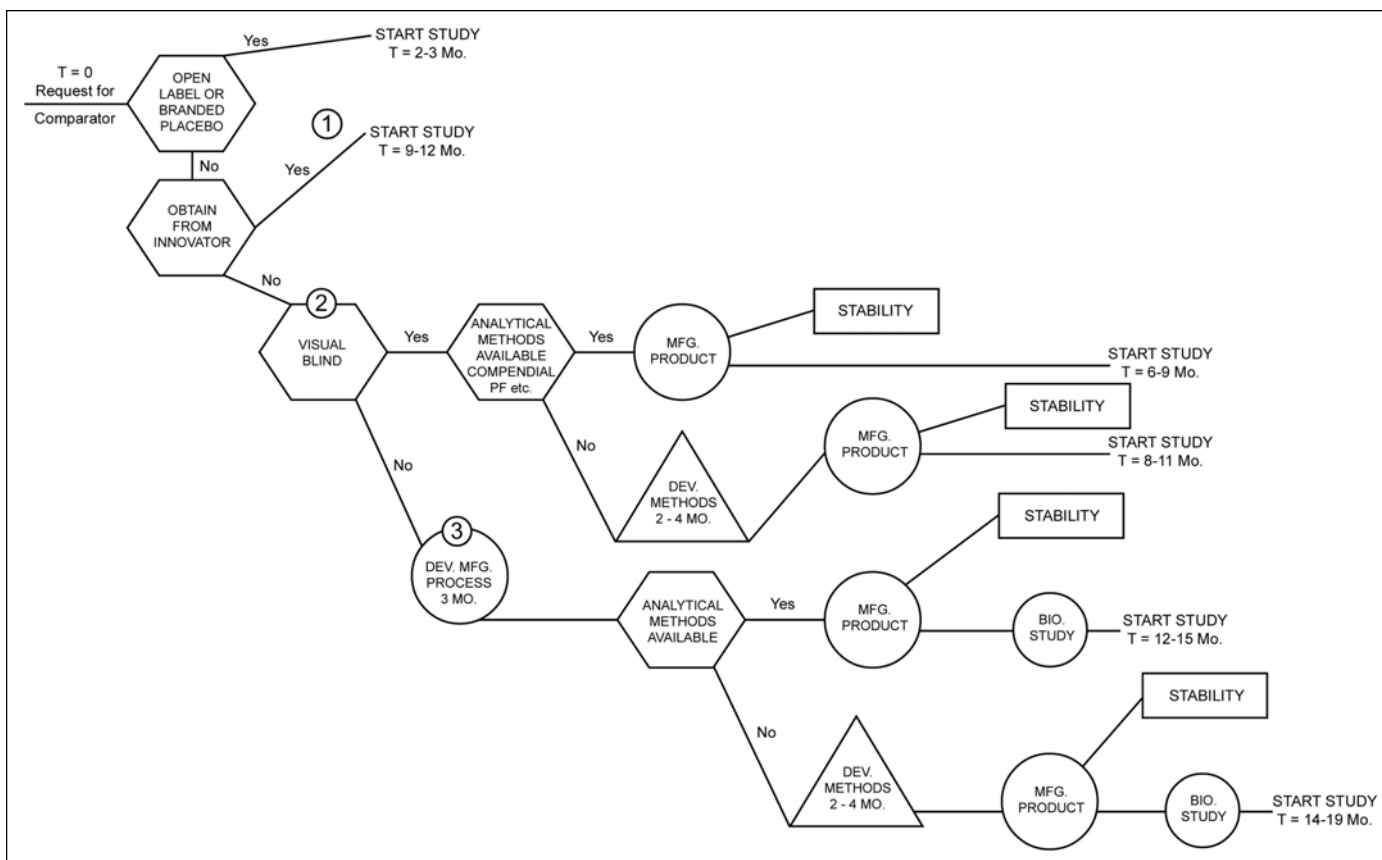 T = 0
Request for
Comparator
OPEN
LABEL OR
BRANDED
PLACEBO
Yes
START STUDY
T = 2-3 Mo.
No
OBTAIN
FROM
INNOVATOR
Yes
1
START STUDY
T = 9-12 Mo.
No
2
VISUAL
BLIND
Yes
ANALYTICAL
METHODS
AVAILABLE
COMPENDIAL
PF etc.
Yes
MFG.
PRODUCT
STABILITY
START STUDY
T = 6-9 Mo.
No
DEV.
METHODS
2 - 4 MO.
MFG.
PRODUCT
STABILITY
START STUDY
T = 8-11 Mo.
No
3
DEV. MFG.
PROCESS
3 MO.
ANALYTICAL
METHODS
AVAILABLE
Yes
MFG.
PRODUCT
STABILITY
BIO.
STUDY
START STUDY
T = 12-15 Mo.
No
DEV.
METHODS
2 - 4 MO.
MFG.
PRODUCT
STABILITY
BIO.
STUDY
START STUDY
T = 14-19 Mo.